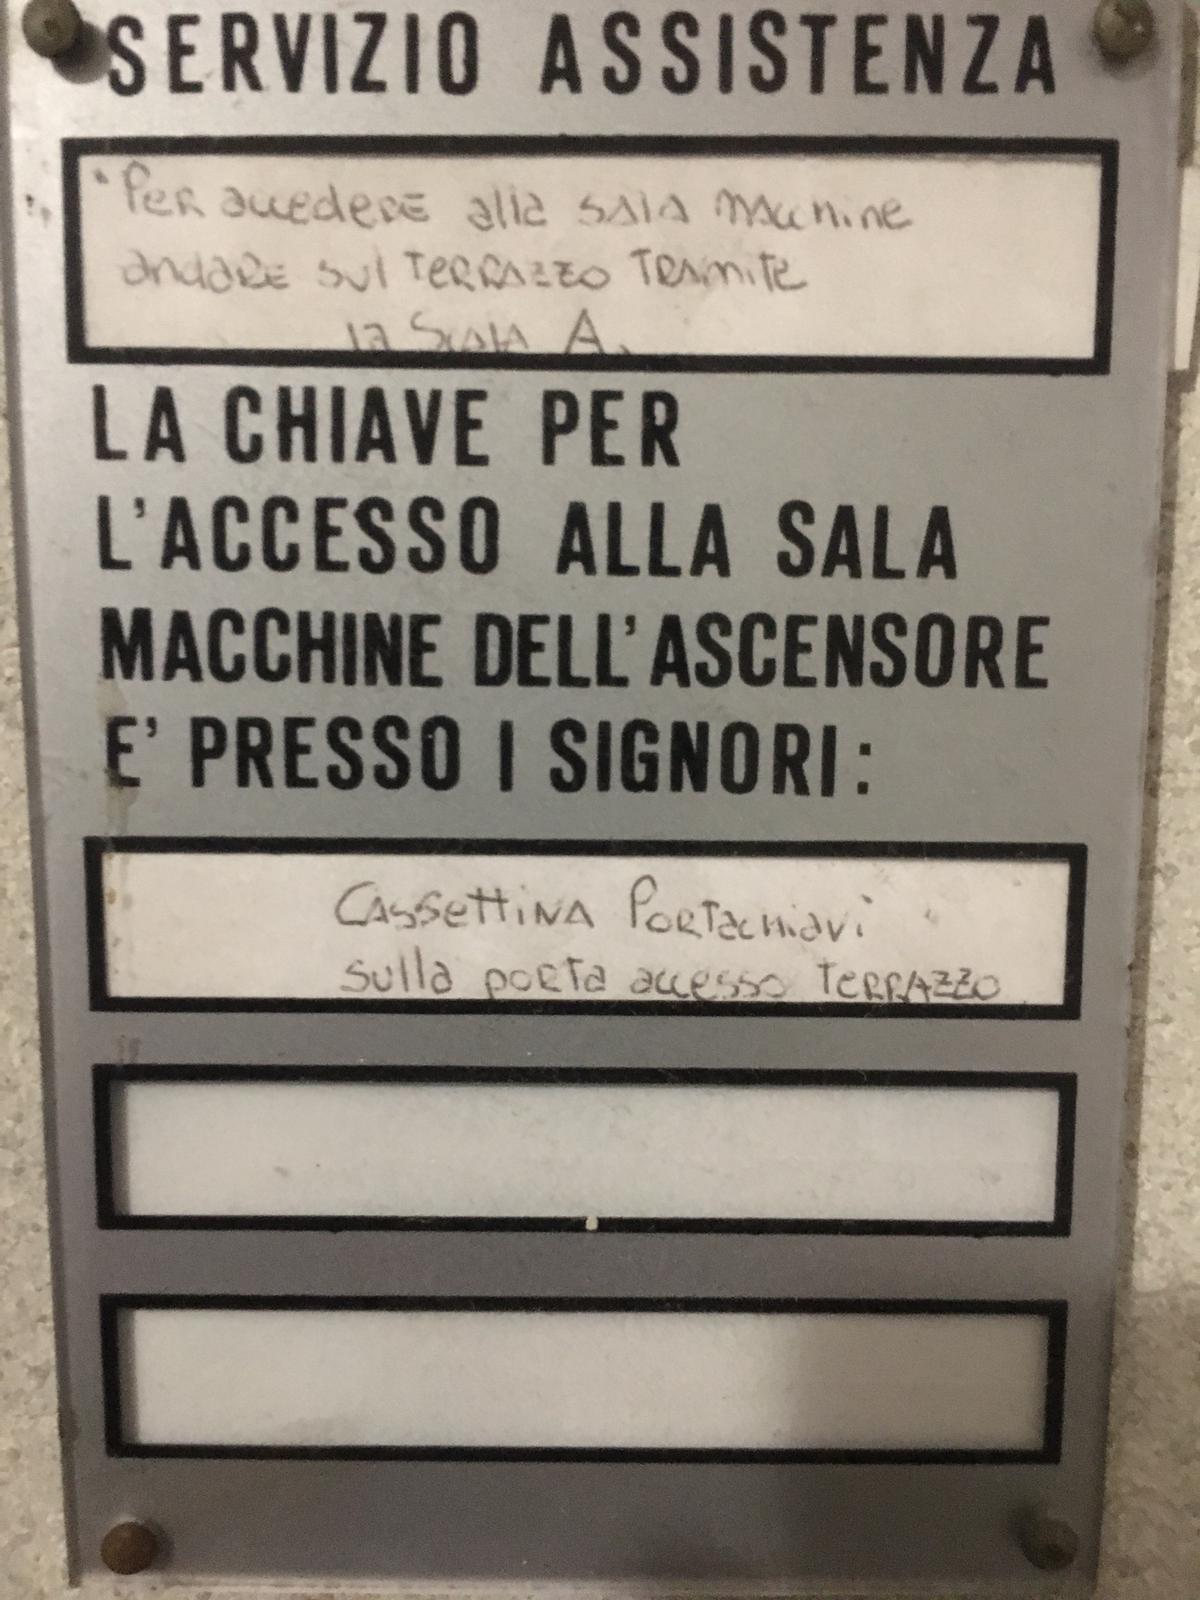 SERVIZIO ASSISTENZA
"Per accedere alla sala macchine
andare sul terrazzo tramite
la Scala A.
LA CHIAVE PER
L'ACCESSO ALLA SALA
MACCHINE DELL'ASCENSORE
E' PRESSO I SIGNORI:
Cassettina Portachiavi
sulla porta accesso terrazzo